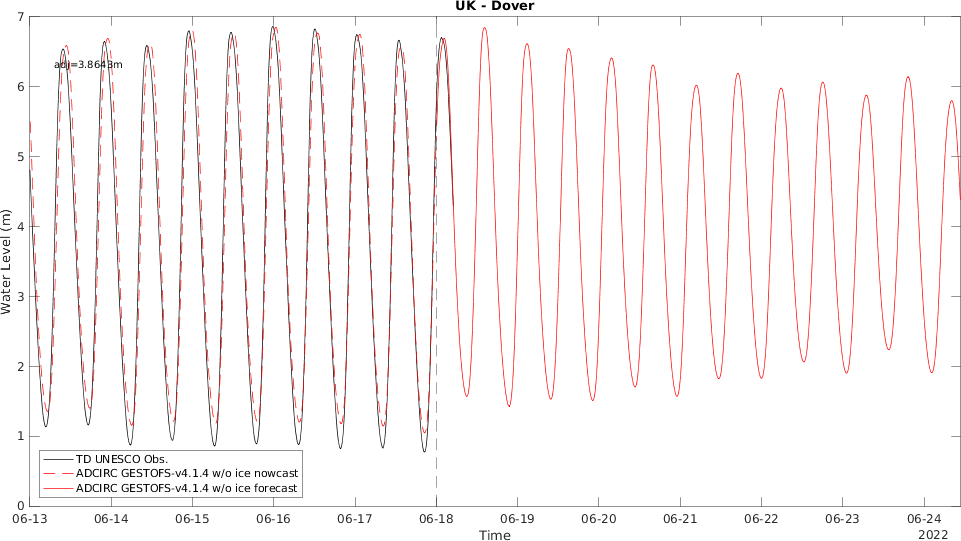 UK - Dover
7
adj=3.8643m
6
5
4
3
2
1
0
Water Level (m)
TD UNESCO Obs.
ADCIRC GESTOFS-v4.1.4 w/o ice nowcast
ADCIRC GESTOFS-v4.1.4 w/o ice forecast
06-13 06-14 06-15 06-16 06-17 06-18 06-19 06-20 06-21 06-22 06-23 06-24
Time
2022